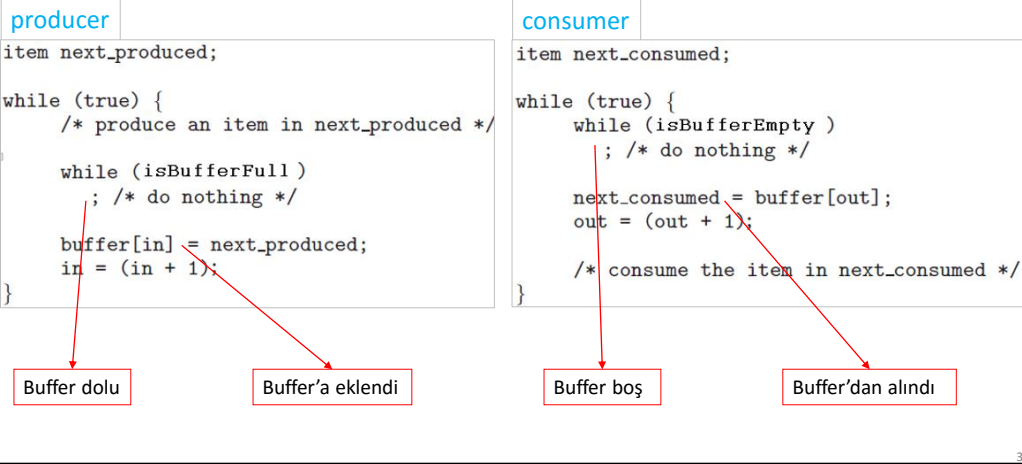 producer
item next_produced;
while (true) {
/* produce an item in next_produced */
while (isBufferFull )
; /* do nothing */
buffer[in] = next_produced;
in = (in + 1);
}
Buffer dolu
Buffer’a eklendi
consumer
item next_consumed;
while (true) {
while (isBufferEmpty )
; /* do nothing */
next_consumed = buffer[out];
out = (out + 1);
/* consume the item in next_consumed */
}
Buffer boş
Buffer’dan alındı
3